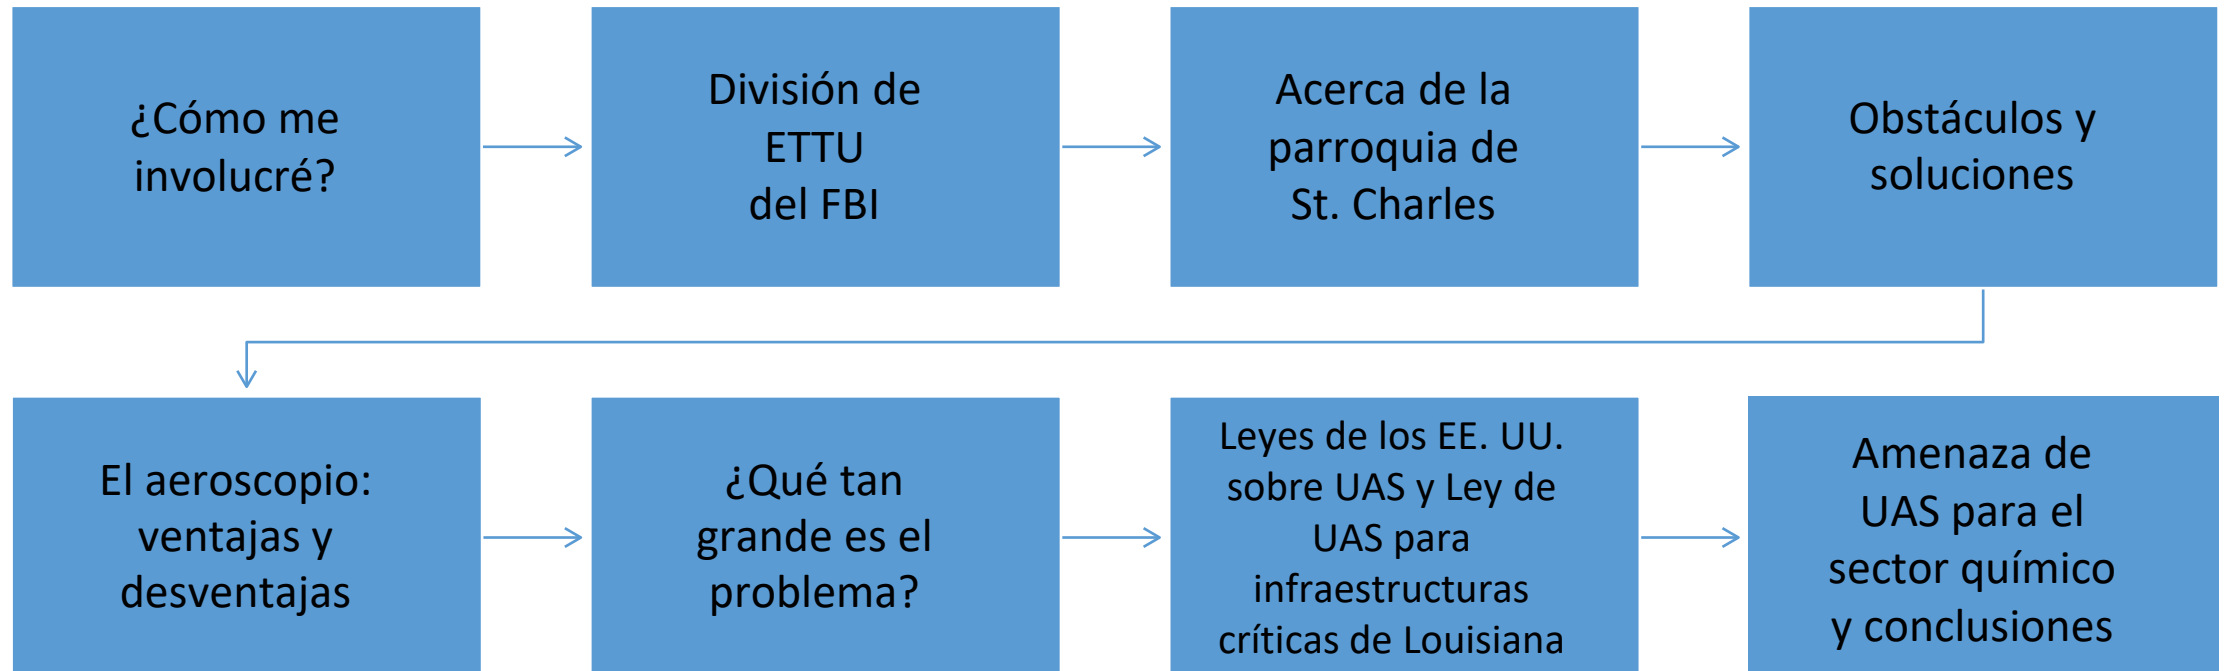 ¿Cómo me
involucré?
División de
ETTU
del FBI
Acerca de la
parroquia de
St. Charles
Obstáculos y
soluciones
El aeroscopio:
ventajas y
desventajas
¿Qué tan
grande es el
problema?
Leyes de los EE. UU.
sobre UAS y Ley de
UAS para
infraestructuras
críticas de Louisiana
Amenaza de
UAS para el
sector químico
y conclusiones